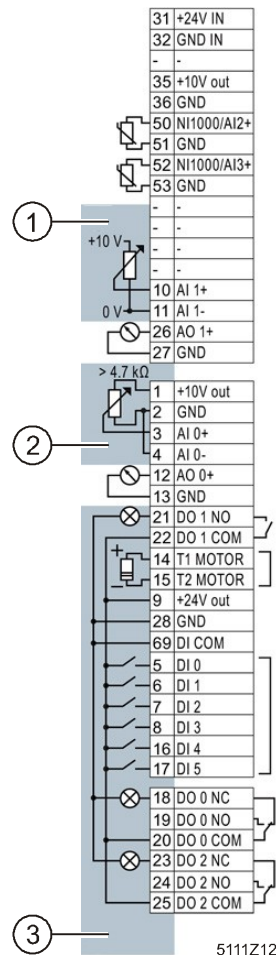 31 +24V IN
32 GND IN
- -
35 +10V out
36 GND
50 NI1000/AI2+
51 GND
52 NI1000/AI3+
53 GND
- -
- -
- -
- -
10 AI 1+
11 AI 1-
26 AO 1+
27 GND
1
+10 V
0 V
> 4.7 kΩ
1 +10V out
2 GND
3 AI 0+
4 AI 0-
12 AO 0+
13 GND
2
21 DO 1 NO
22 DO 1 COM
+
14 T1 MOTOR
–
15 T2 MOTOR
9 +24V out
28 GND
69 DI COM
5 DI 0
6 DI 1
7 DI 2
8 DI 3
16 DI 4
17 DI 5
18 DO 0 NC
19 DO 0 NO
20 DO 0 COM
23 DO 2 NC
24 DO 2 NO
25 DO 2 COM
3
5111Z12